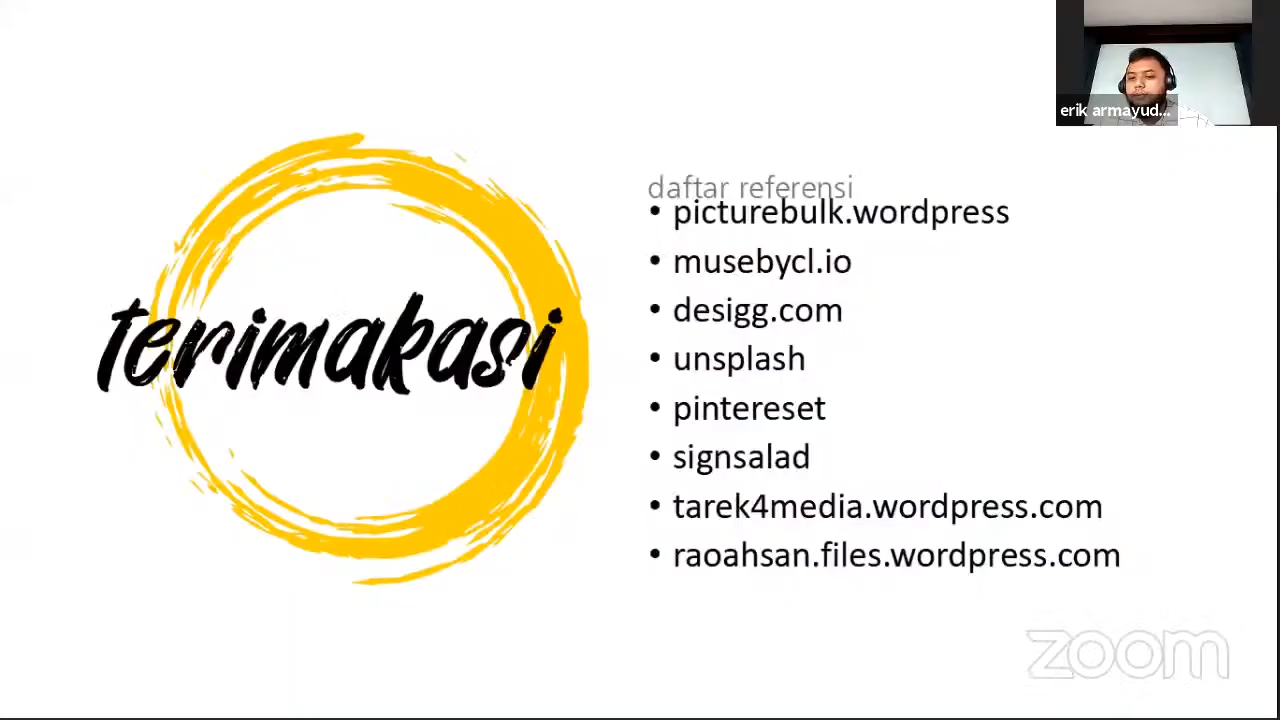 erik armayud...
terimakasi
daftar referensi
• picturebulk.wordpress
• musebycl.io
• desigg.com
• unsplash
• pintereset
• signsalad
• tarek4media.wordpress.com
• raoahsan.files.wordpress.com
zoom